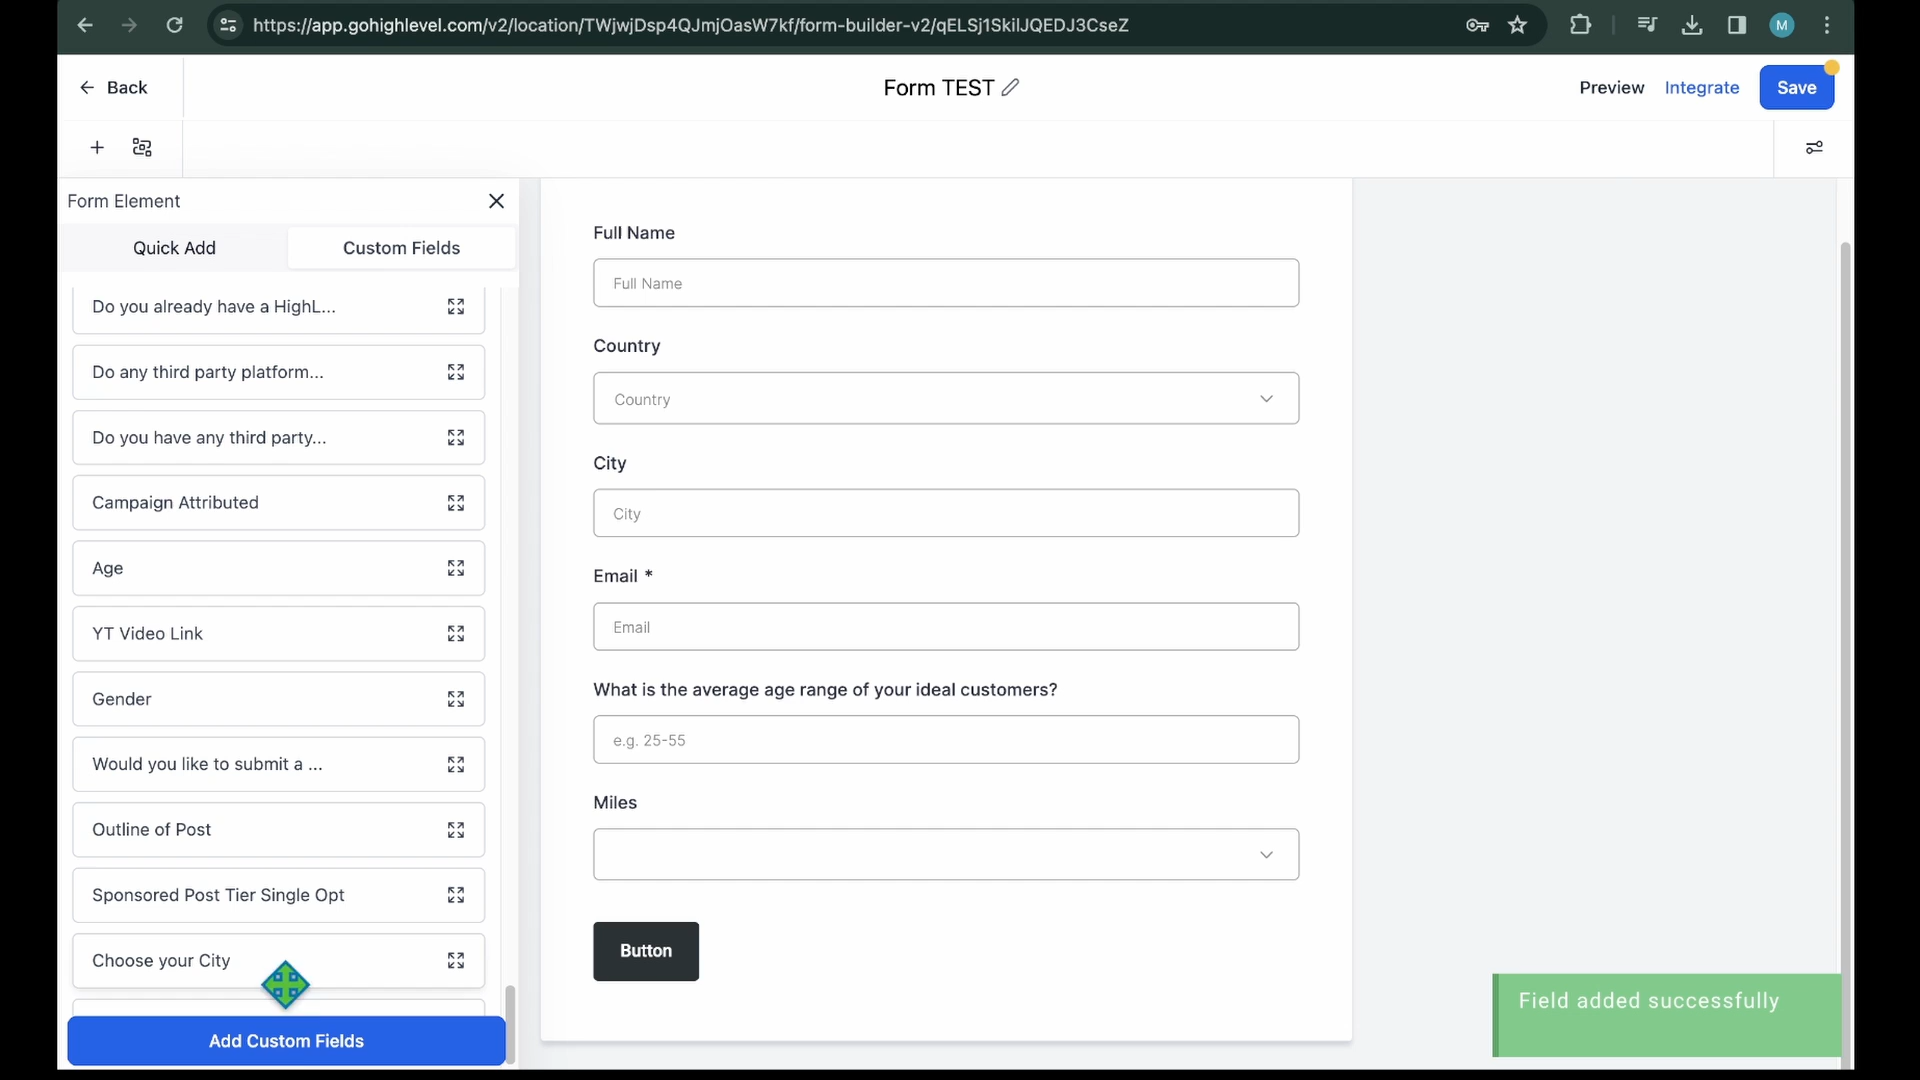 https://app.gohighlevel.com/v2/location/TWjwjDsp4QJmjOasW7kf/form-builder-v2/qELSj1SkilJQEDJ3CseZ
M
Back
Form TEST
Preview
Integrate
Save
Form Element
Quick Add
Custom Fields
Do you already have a HighL...
Do any third party platform...
Do you have any third party...
Campaign Attributed
Age
YT Video Link
Gender
Would you like to submit a ...
Outline of Post
Sponsored Post Tier Single Opt
Choose your City
Add Custom Fields
Full Name
Full Name
Country
Country
City
City
Email *
Email
What is the average age range of your ideal customers?
e.g. 25-55
Miles
Button
Field added successfully